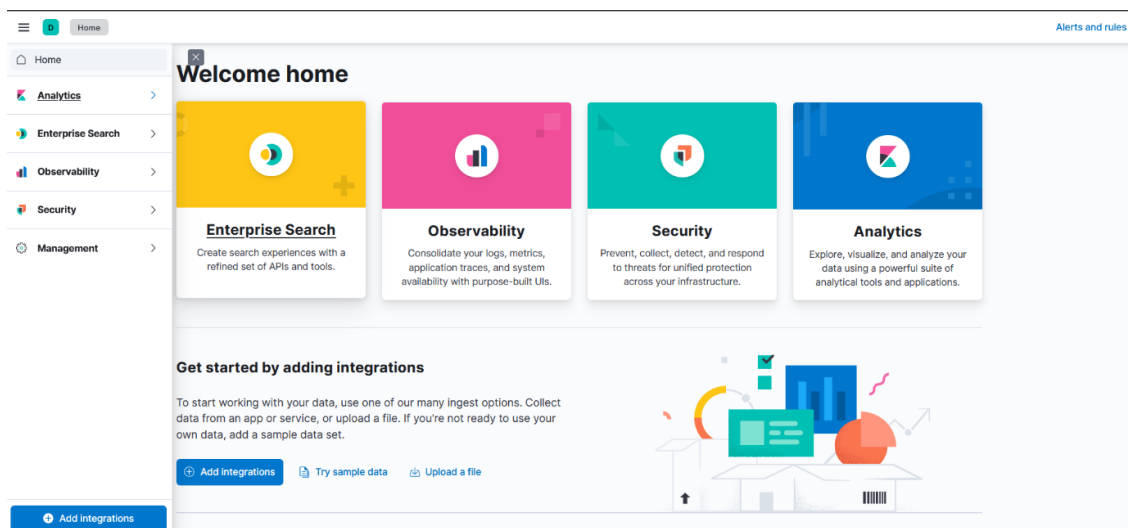 D Home
Alerts and rules
Home
Analytics
Enterprise Search
Observability
Security
Management
Add integrations
Welcome home
Enterprise Search
Create search experiences with a
refined set of APIs and tools.
Observability
Consolidate your logs, metrics,
application traces, and system
availability with purpose-built UIs.
Security
Prevent, collect, detect, and respond
to threats for unified protection
across your infrastructure.
Analytics
Explore, visualize, and analyze your
data using a powerful suite of
analytical tools and applications.
Get started by adding integrations
To start working with your data, use one of our many ingest options. Collect
data from an app or service, or upload a file. If you're not ready to use your
own data, add a sample data set.
Add integrations Try sample data Upload a file